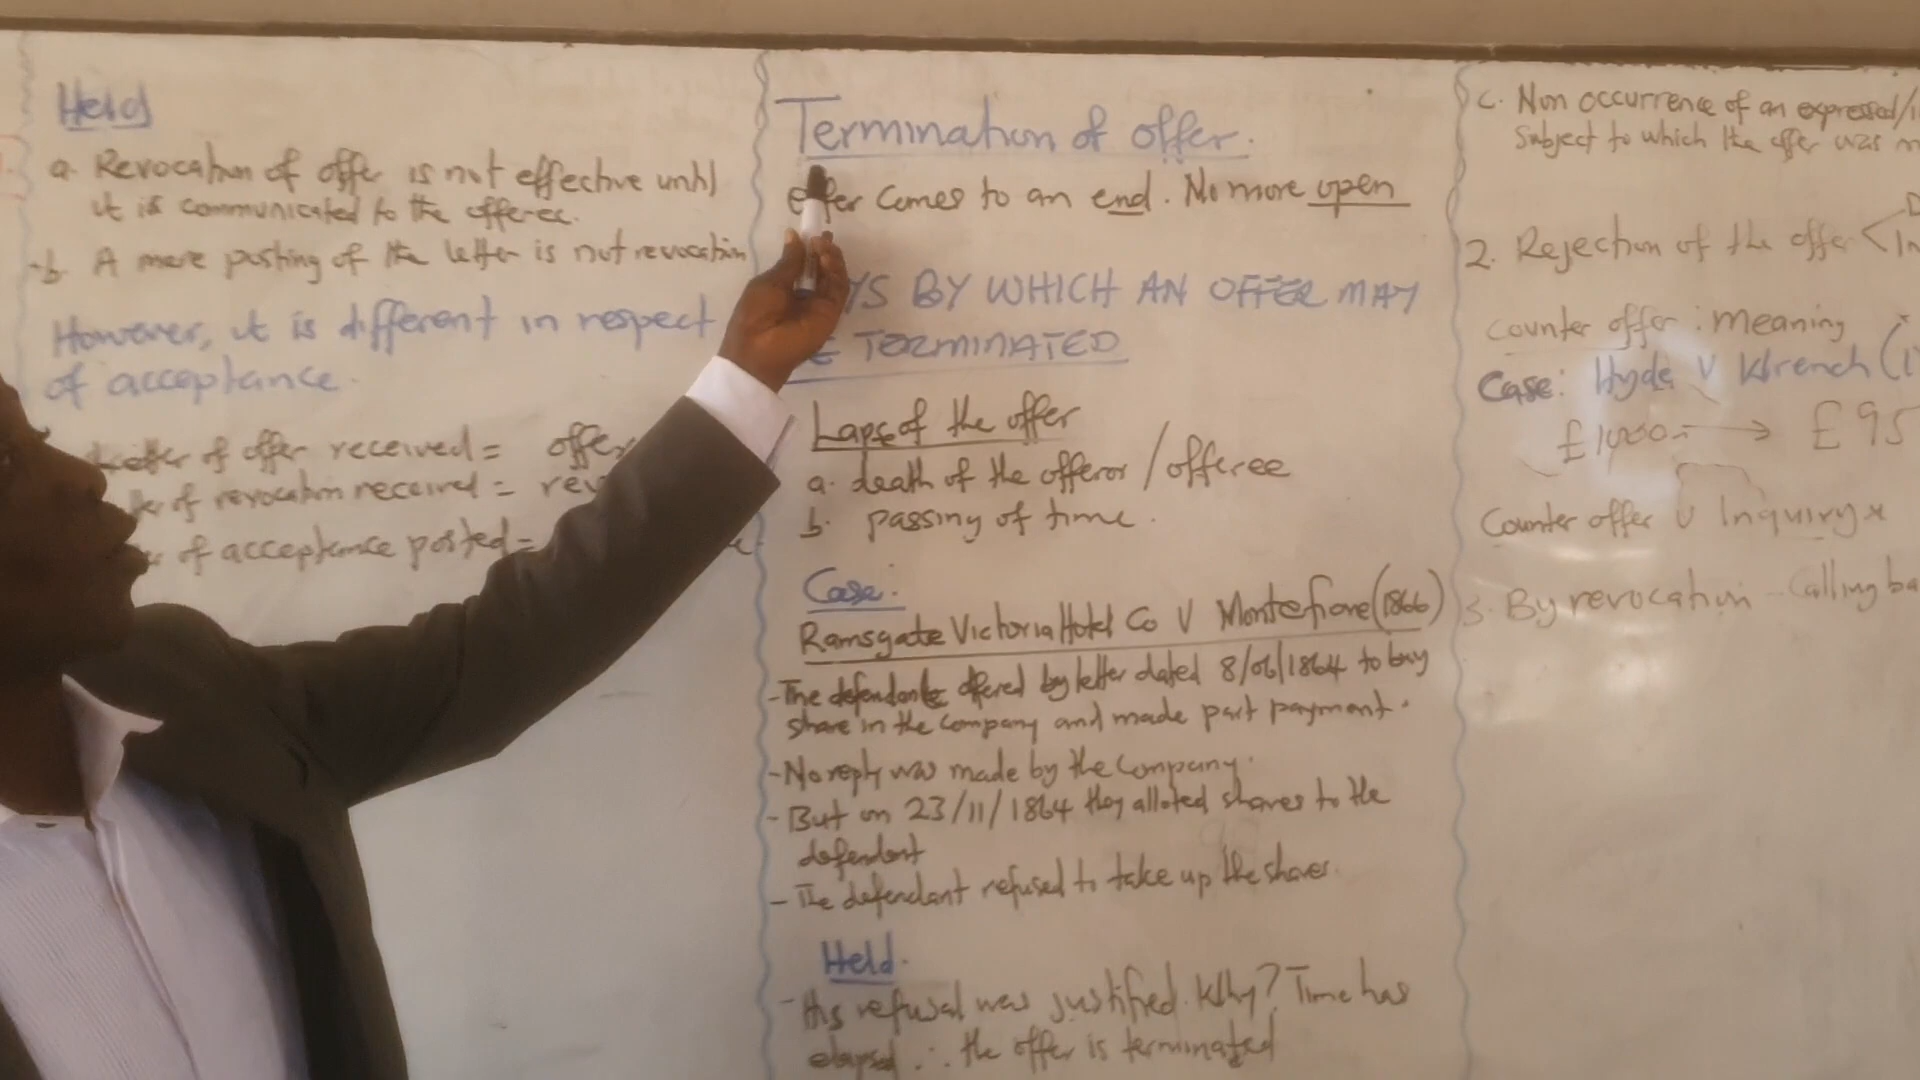 Held
a. Revocation of offer is not effective until
it is communicated to the offeree.
b. A mere posting of the letter is not revocation
However, it is different in respect
of acceptance.
Letter of offer received = offer
of revocation received = rev
of acceptance posted =
Termination of offer.
offer comes to an end. No more open
YS BY WHICH AN OFFER MAY
E TERMINATED
Lapse of the offer
a. death of the offeror / offeree
b. passing of time.
Case:
Ramsgate Victoria Hotel Co V Montefiore (1866)
- The defendants offered by letter dated 8/06/1864 to buy
share in the company and made part payment.
- No reply was made by the company.
- But on 23/11/1864 they alloted shares to the
defendant
- The defendant refused to take up the shares.
Held.
- His refusal was justified. Why? Time has
elapsed ∴ the offer is terminated
c. Non occurrence of an expressed/
Subject to which the offer was
2. Rejection of the offer <
counter offer: meaning
Case: Hyde V Wrench (1
£1000 → £95
Counter offer V Inquiry x
3. By revocation - Calling ba